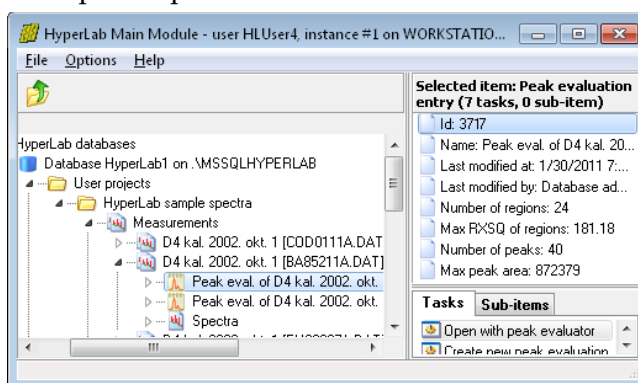 HyperLab Main Module - user HLUser4, instance #1 on WORKSTATIO...
File Options Help
HyperLab databases
Database HyperLab1 on .\MSSQLHYPERLAB
User projects
HyperLab sample spectra
Measurements
D4 kal. 2002. okt. 1 [COD0111A.DAT
D4 kal. 2002. okt. 1 [BA85211A.DAT]
Peak eval. of D4 kal. 2002. okt.
Peak eval. of D4 kal. 2002. okt.
Spectra
Selected item: Peak evaluation
entry (7 tasks, 0 sub-item)
Id: 3717
Name: Peak eval. of D4 kal. 20...
Last modified at: 1/30/2011 7:...
Last modified by: Database ad...
Number of regions: 24
Max RXSQ of regions: 181.18
Number of peaks: 40
Max peak area: 872379
Tasks Sub-items
Open with peak evaluator
Create new peak evaluation